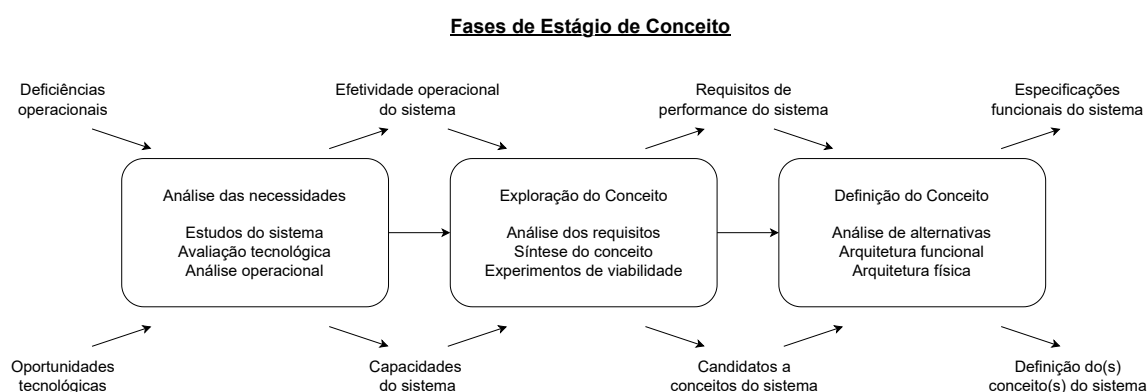 Fases de Estágio de Conceito
Deficiências
operacionais
Efetividade operacional
do sistema
Requisitos de
performance do sistema
Especificações
funcionais do sistema
Análise das necessidades
Estudos do sistema
Avaliação tecnológica
Análise operacional
Exploração do Conceito
Análise dos requisitos
Síntese do conceito
Experimentos de viabilidade
Definição do Conceito
Análise de alternativas
Arquitetura funcional
Arquitetura física
Oportunidades
tecnológicas
Capacidades
do sistema
Candidatos a
conceitos do sistema
Definição do(s)
conceito(s) do sistema